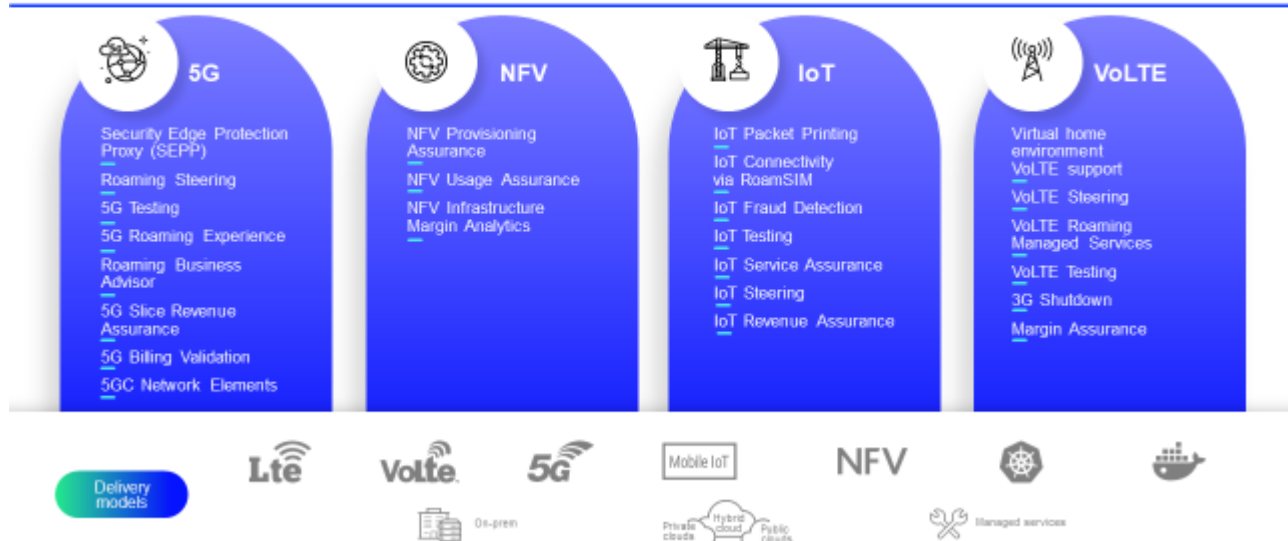 5G
Security Edge Protection
Proxy (SEPP)
Roaming Steering
5G Testing
5G Roaming Experience
Roaming Business
Advisor
5G Slice Revenue
Assurance
5G Billing Validation
5GC Network Elements
NFV
NFV Provisioning
Assurance
NFV Usage Assurance
NFV Infrastructure
Margin Analytics
IoT
IoT Packet Printing
IoT Connectivity
via RoamSIM
IoT Fraud Detection
IoT Testing
IoT Service Assurance
IoT Steering
IoT Revenue Assurance
VoLTE
Virtual home
environment
VoLTE support
VoLTE Steering
VoLTE Roaming
Managed Services
VoLTE Testing
3G Shutdown
Margin Assurance
Delivery
models
Lte
VoLte
5G
Mobile IoT
NFV
On-prem
Private
clouds
Hybrid
cloud
Public
clouds
Managed services